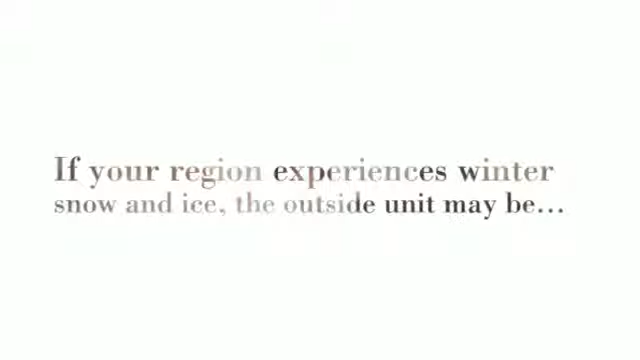 If your region experiences winter
snow and ice, the outside unit may be...